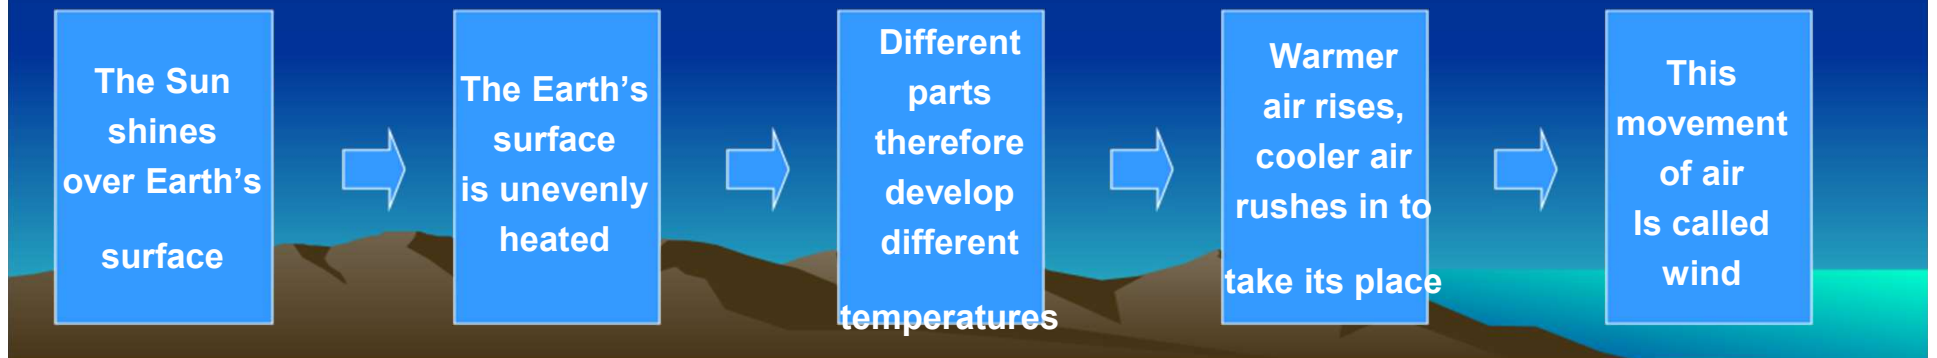 The Sun
shines
over Earth’s
surface
The Earth’s
surface
is unevenly
heated
Different
parts
therefore
develop
different
temperatures
Warmer
air rises,
cooler air
rushes in to
take its place
This
movement
of air
Is called
wind